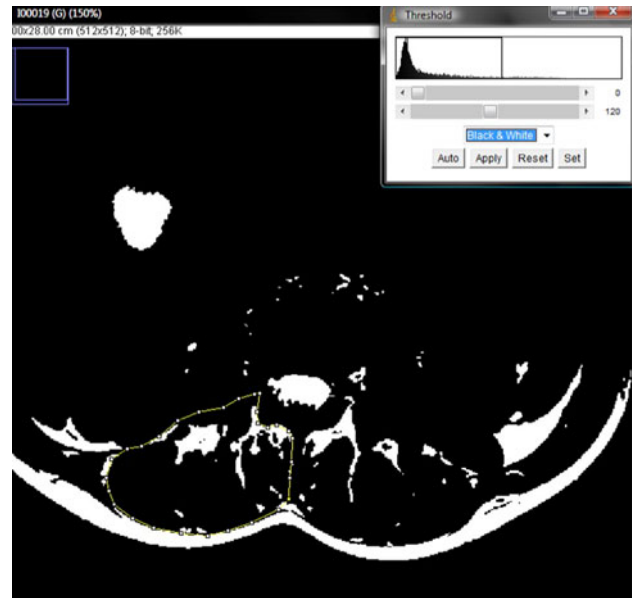 I00019 (G) (150%)
00x28.00 cm (512x512); 8-bit; 256K
Threshold
0
120
Black & White
Auto Apply Reset Set